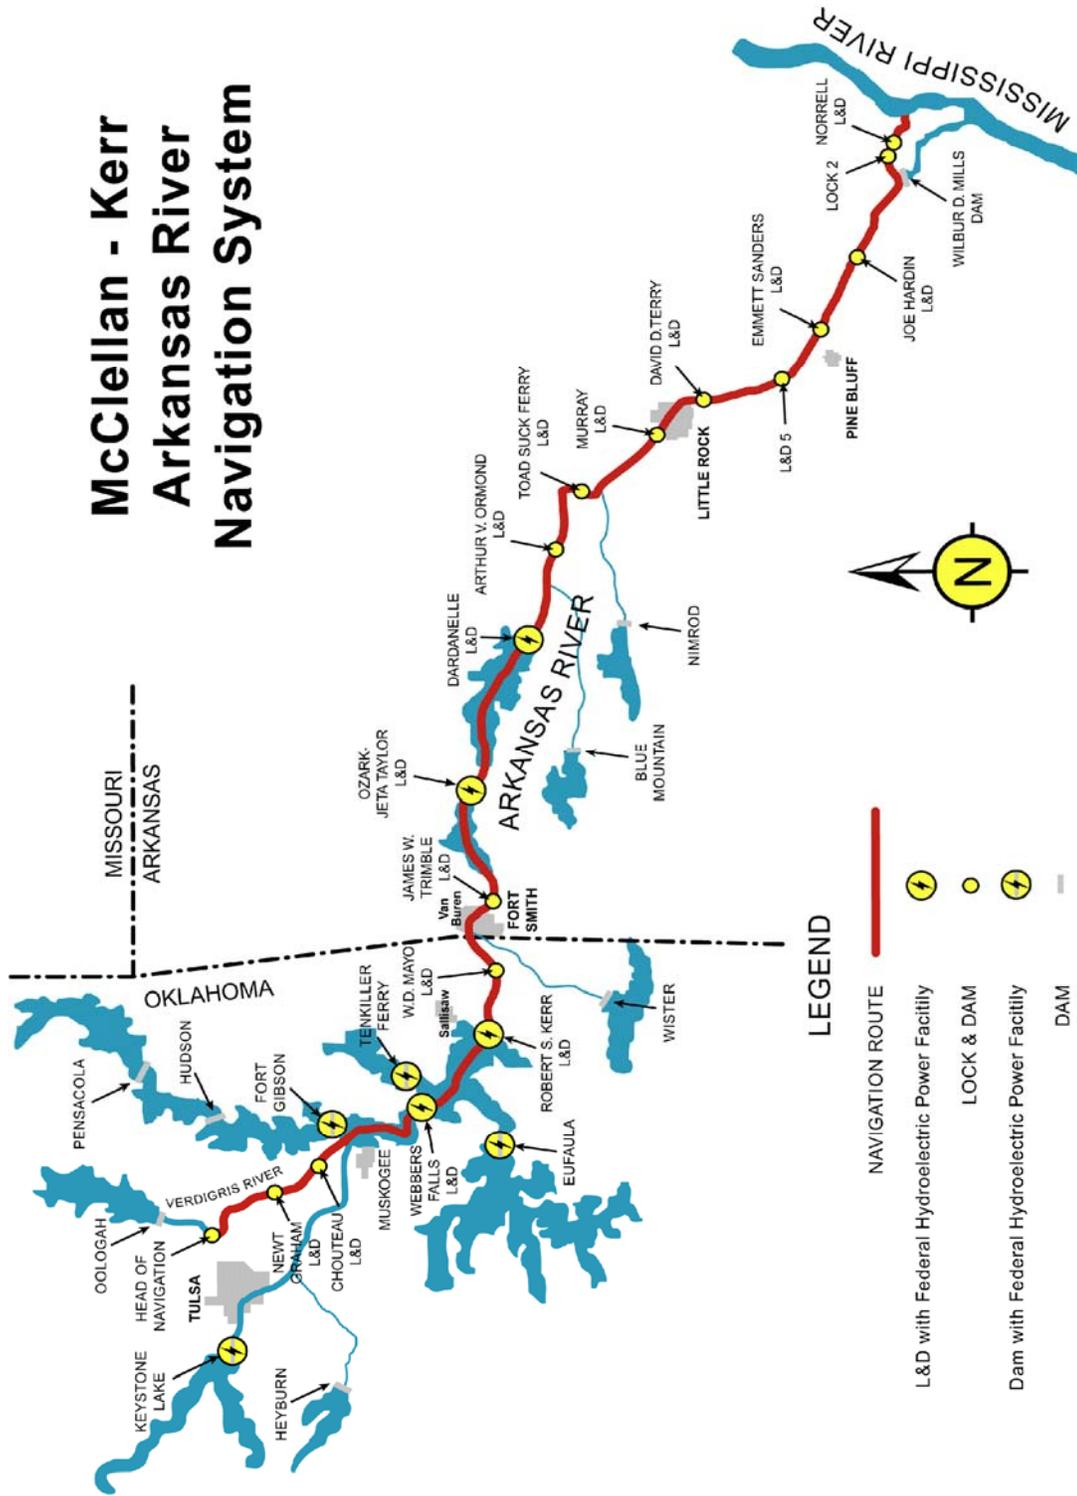 McClellan - Kerr
Arkansas River
Navigation System
MISSOURI
ARKANSAS
OKLAHOMA
PENSACOLA
HUDSON
OOLOGAH
VERDIGRIS RIVER
HEAD OF
NAVIGATION
TULSA
KEYSTONE
LAKE
HEYBURN
NEWT
GRAHAM
L&D
CHOUTEAU
L&D
FORT
GIBSON
MUSKOGEE
WEBBERS
FALLS
L&D
TENKILLER
FERRY
EUFAULA
Sallisaw
W.D. MAYO
L&D
ROBERT S. KERR
L&D
WISTER
Van
Buren
FORT
SMITH
JAMES W.
TRIMBLE
L&D
OZARK-
JETA TAYLOR
L&D
ARKANSAS RIVER
DARDANELLE
L&D
BLUE
MOUNTAIN
NIMROD
ARTHUR V. ORMOND
L&D
TOAD SUCK FERRY
L&D
MURRAY
L&D
LITTLE ROCK
DAVID D.TERRY
L&D
L&D 5
PINE BLUFF
EMMETT SANDERS
L&D
JOE HARDIN
L&D
LOCK 2
NORRELL
L&D
WILBUR D. MILLS
DAM
MISSISSIPPI RIVER
N
LEGEND
NAVIGATION ROUTE
L&D with Federal Hydroelectric Power Facitily
LOCK & DAM
Dam with Federal Hydroelectric Power Facitily
DAM